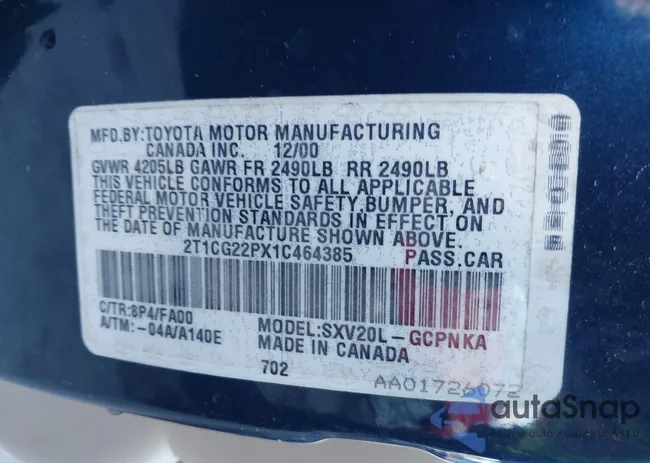 MFD.BY:TOYOTA MOTOR MANUFACTURING
CANADA INC. 12/00
GVWR 4205LB GAWR FR 2490LB RR 2490LB
THIS VEHICLE CONFORMS TO ALL APPLICABLE
FEDERAL MOTOR VEHICLE SAFETY, BUMPER, AND
THEFT PREVENTION STANDARDS IN EFFECT ON
THE DATE OF MANUFACTURE SHOWN ABOVE.
2T1CG22PX1C464385 PASS.CAR
C/TR:8P4/FA00
A/TM:-04A/A140E
MODEL:SXV20L-GCPNKA
MADE IN CANADA
702
AA01726072
autaSnap